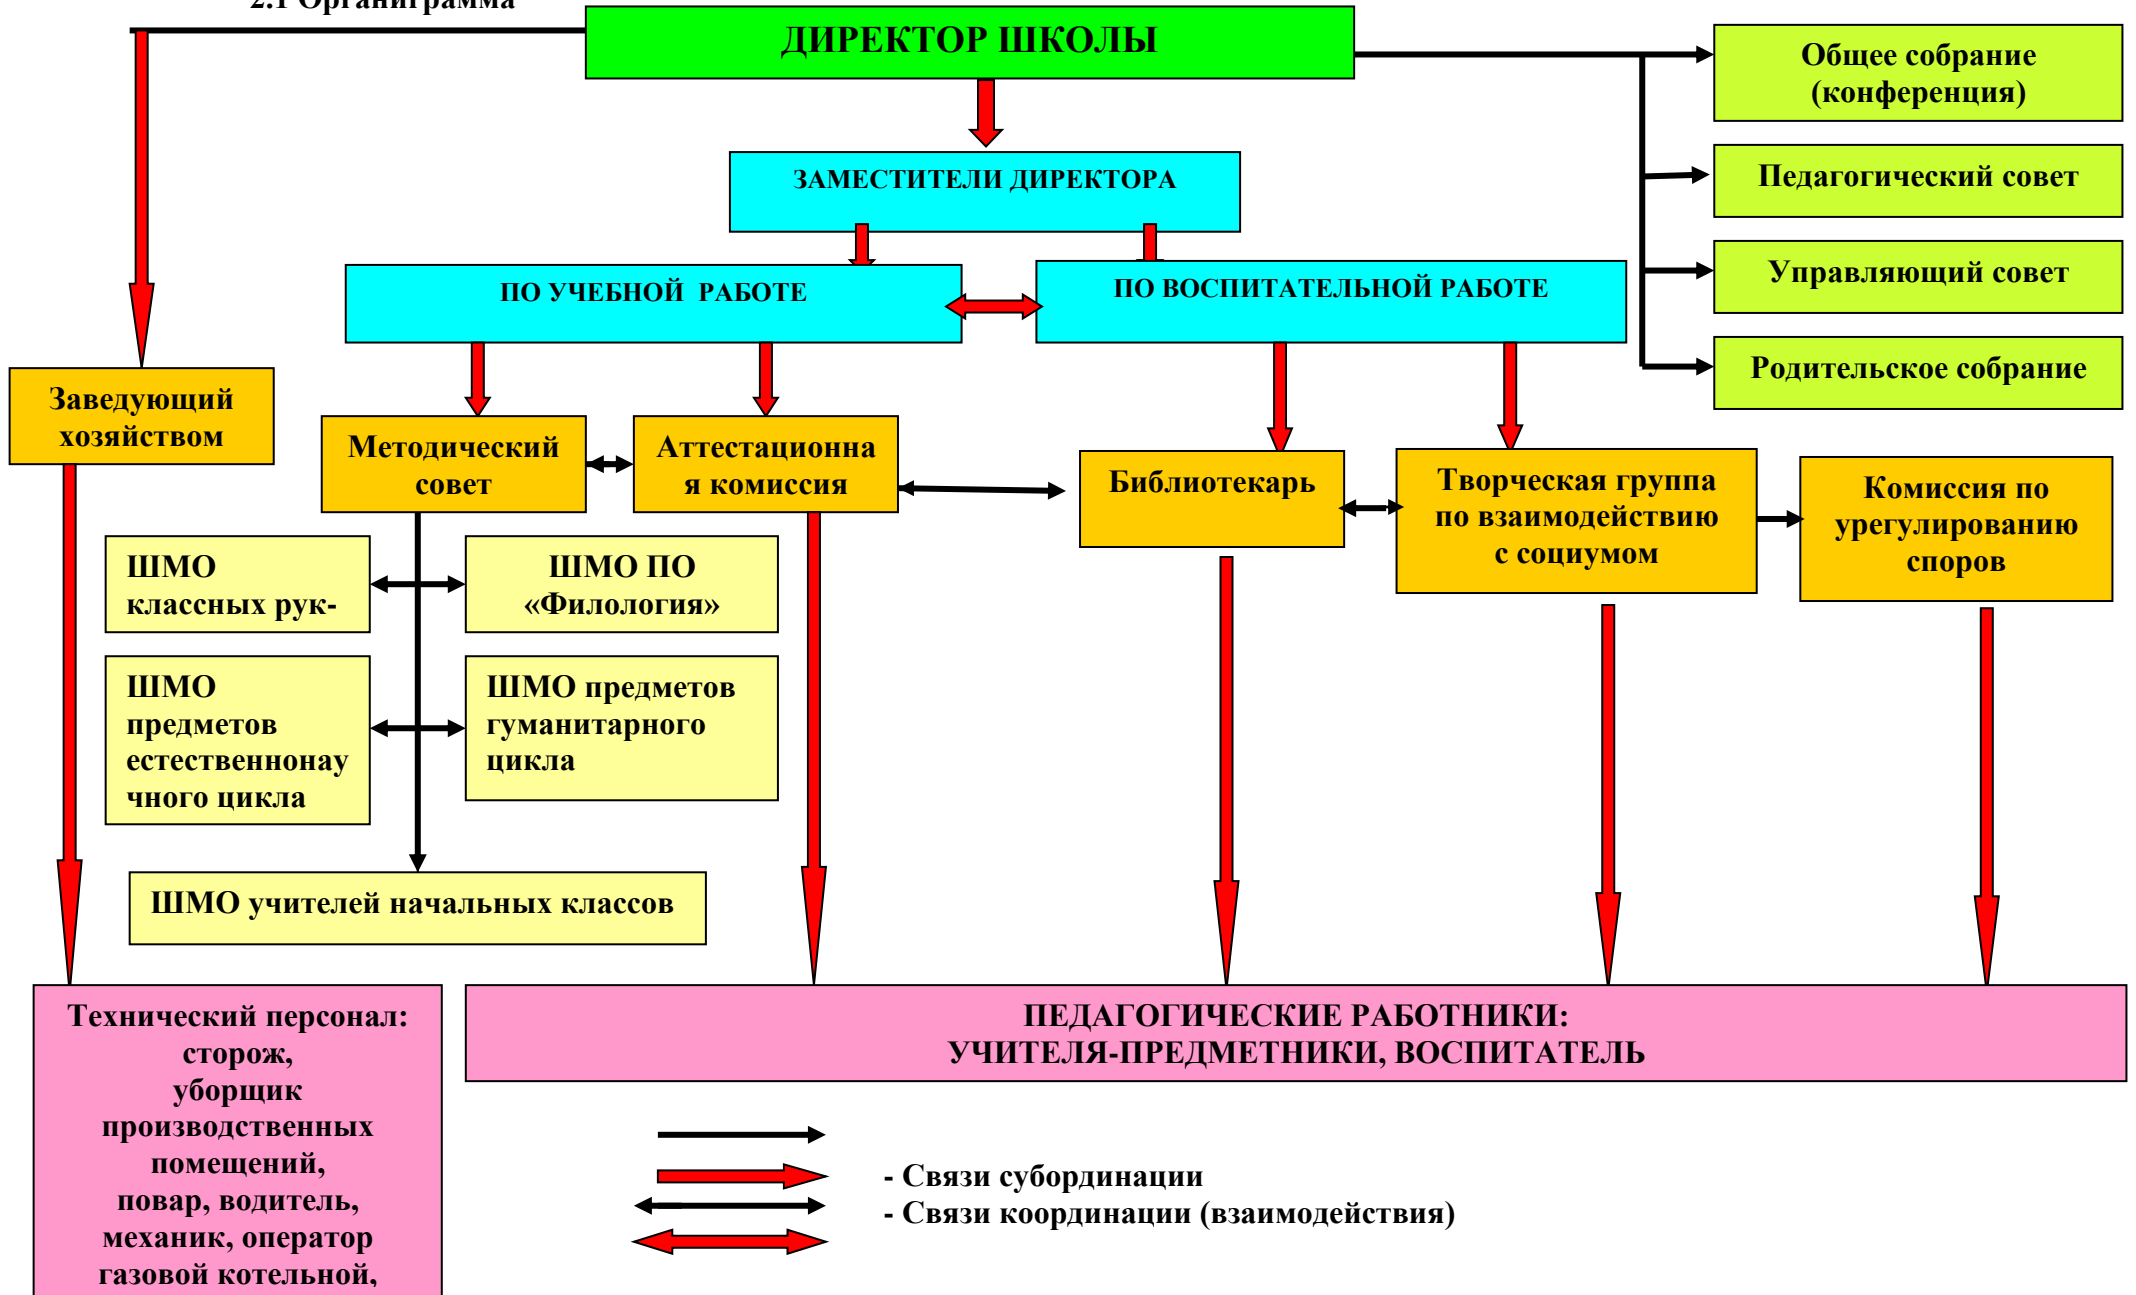 2.1 Органиграмма
ДИРЕКТОР ШКОЛЫ
Общее собрание
(конференция)
ЗАМЕСТИТЕЛИ ДИРЕКТОРА
Педагогический совет
ПО УЧЕБНОЙ РАБОТЕ
ПО ВОСПИТАТЕЛЬНОЙ РАБОТЕ
Управляющий совет
Родительское собрание
Заведующий
хозяйством
Методический
совет
Аттестационна
я комиссия
Библиотекарь
Творческая группа
по взаимодействию
с социумом
Комиссия по
урегулированию
споров
ШМО
классных рук-
ШМО ПО
«Филология»
ШМО
предметов
естественнонау
чного цикла
ШМО предметов
гуманитарного
цикла
ШМО учителей начальных классов
Технический персонал:
сторож,
уборщик
производственных
помещений,
повар, водитель,
механик, оператор
газовой котельной,
ПЕДАГОГИЧЕСКИЕ РАБОТНИКИ:
УЧИТЕЛЯ-ПРЕДМЕТНИКИ, ВОСПИТАТЕЛЬ
- Связи субординации
- Связи координации (взаимодействия)